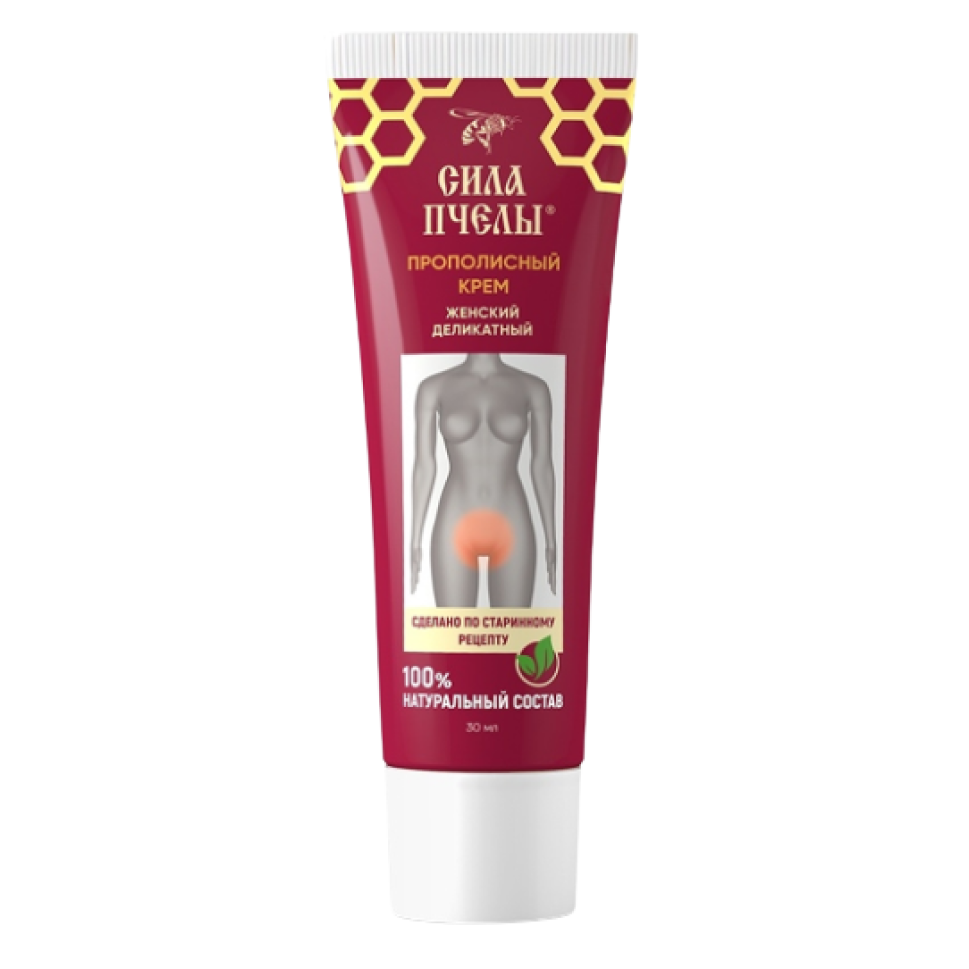 СИЛА
ПЧЕЛЫ®
ПРОПОЛИСНЫЙ
КРЕМ
ЖЕНСКИЙ
ДЕЛИКАТНЫЙ
СДЕЛАНО ПО СТАРИННОМУ
РЕЦЕПТУ
100%
НАТУРАЛЬНЫЙ СОСТАВ
30 мл